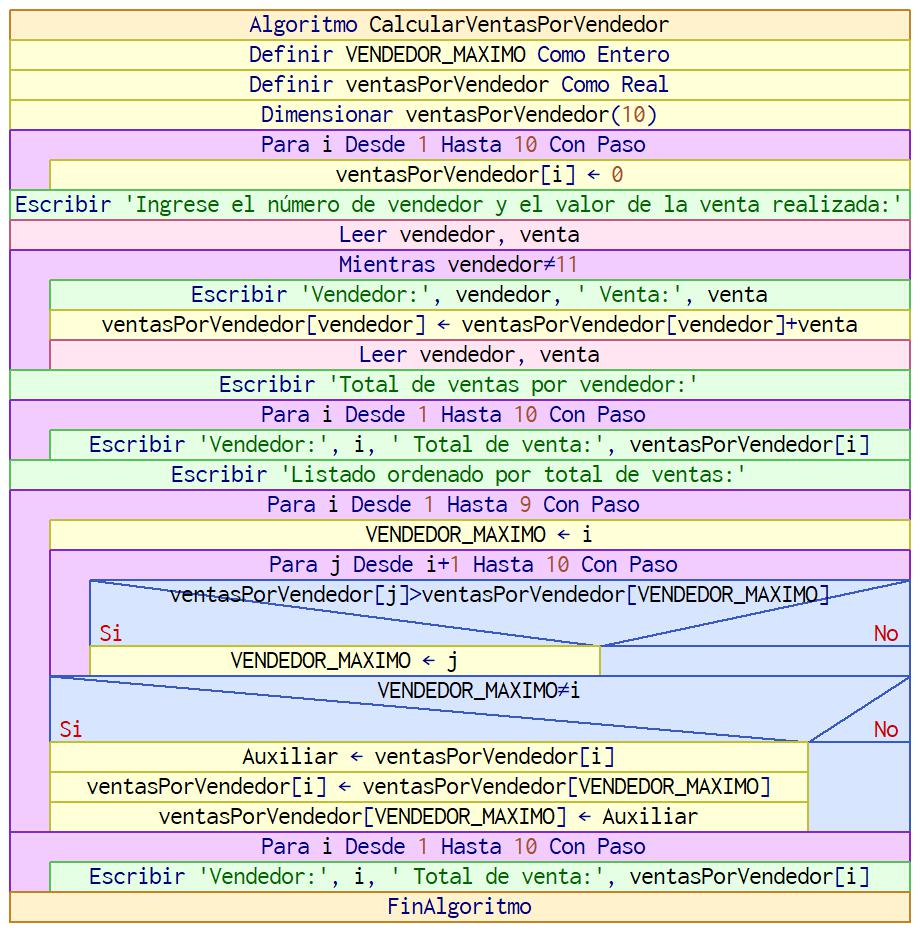 Algoritmo CalcularVentasPorVendedor
Definir VENDEDOR_MAXIMO Como Entero
Definir ventasPorVendedor Como Real
Dimensionar ventasPorVendedor(10)
Para i Desde 1 Hasta 10 Con Paso
ventasPorVendedor[i] ← 0
Escribir 'Ingrese el número de vendedor y el valor de la venta realizada:'
Leer vendedor, venta
Mientras vendedor≠11
Escribir 'Vendedor:', vendedor, ' Venta:', venta
ventasPorVendedor[vendedor] ← ventasPorVendedor[vendedor]+venta
Leer vendedor, venta
Escribir 'Total de ventas por vendedor:'
Para i Desde 1 Hasta 10 Con Paso
Escribir 'Vendedor:', i, ' Total de venta:', ventasPorVendedor[i]
Escribir 'Listado ordenado por total de ventas:'
Para i Desde 1 Hasta 9 Con Paso
VENDEDOR_MAXIMO ← i
Para j Desde i+1 Hasta 10 Con Paso
ventasPorVendedor[j]>ventasPorVendedor[VENDEDOR_MAXIMO]
Si No
VENDEDOR_MAXIMO ← j
VENDEDOR_MAXIMO≠i
Si No
Auxiliar ← ventasPorVendedor[i]
ventasPorVendedor[i] ← ventasPorVendedor[VENDEDOR_MAXIMO]
ventasPorVendedor[VENDEDOR_MAXIMO] ← Auxiliar
Para i Desde 1 Hasta 10 Con Paso
Escribir 'Vendedor:', i, ' Total de venta:', ventasPorVendedor[i]
FinAlgoritmo